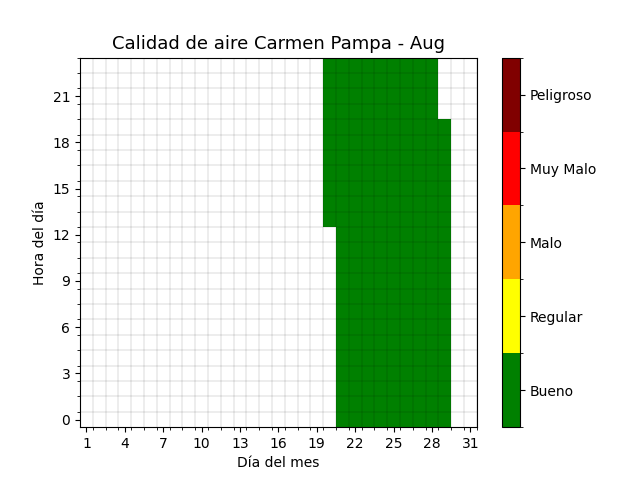 Calidad de aire Carmen Pampa - Aug
Hora del día
21
18
15
12
9
6
3
0
1 4 7 10 13 16 19 22 25 28 31
Día del mes
Peligroso
Muy Malo
Malo
Regular
Bueno